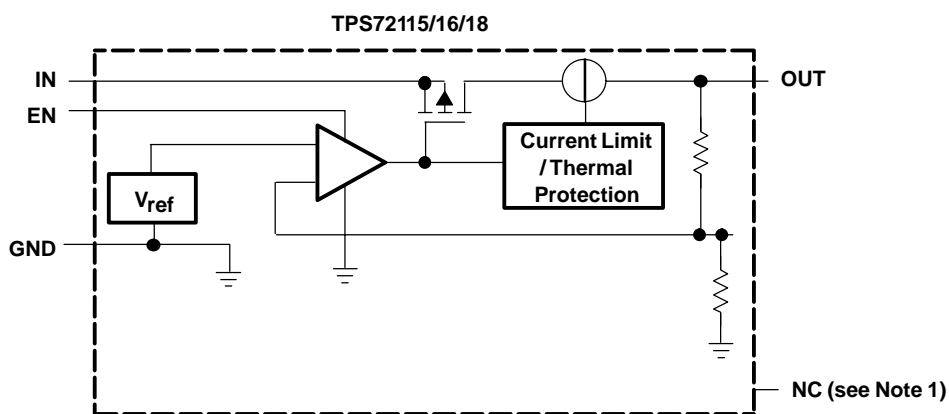 TPS72115/16/18
IN
OUT
EN
Current Limit
/ Thermal
Protection
Vref
GND
NC (see Note 1)